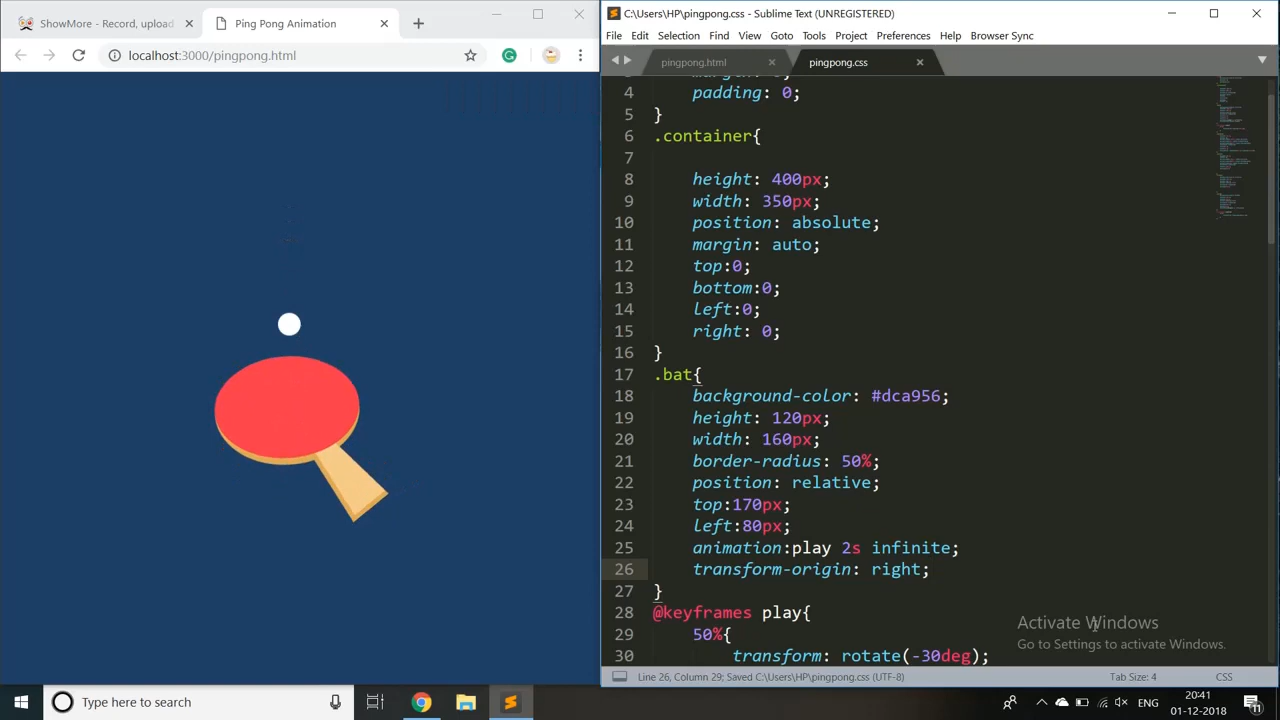 ShowMore - Record, upload
Ping Pong Animation
localhost:3000/pingpong.html
C:\Users\HP\pingpong.css - Sublime Text (UNREGISTERED)
File Edit Selection Find View Goto Tools Project Preferences Help Browser Sync
pingpong.html
pingpong.css
4 padding: 0;
5 }
6 .container{
7
8 height: 400px;
9 width: 350px;
10 position: absolute;
11 margin: auto;
12 top:0;
13 bottom:0;
14 left:0;
15 right: 0;
16 }
17 .bat{
18 background-color: #dca956;
19 height: 120px;
20 width: 160px;
21 border-radius: 50%;
22 position: relative;
23 top:170px;
24 left:80px;
25 animation:play 2s infinite;
26 transform-origin: right;
27 }
28 @keyframes play{
29 50%{
30 transform: rotate(-30deg);
Activate Windows
Go to Settings to activate Windows.
Line 26, Column 29; Saved C:\Users\HP\pingpong.css (UTF-8)
Tab Size: 4
CSS
Type here to search
ENG
20:41
01-12-2018
11